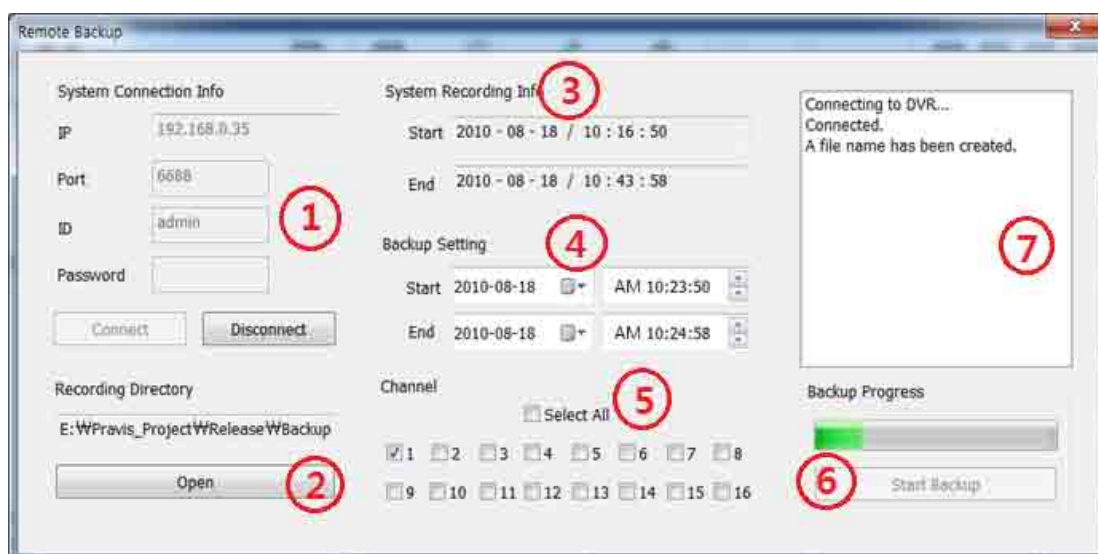 Remote Backup
System Connection Info
IP 192.168.0.35
Port 6688
ID admin
Password
Connect Disconnect
1
Recording Directory
E:₩Pravis_Project₩Release₩Backup
Open
2
System Recording Info
3
Start 2010 - 08 - 18 / 10 : 16 : 50
End 2010 - 08 - 18 / 10 : 43 : 58
Backup Setting
4
Start 2010-08-18 AM 10:23:50
End 2010-08-18 AM 10:24:58
Channel
Select All
5
1 2 3 4 5 6 7 8
9 10 11 12 13 14 15 16
Connecting to DVR...
Connected.
A file name has been created.
7
Backup Progress
6
Start Backup